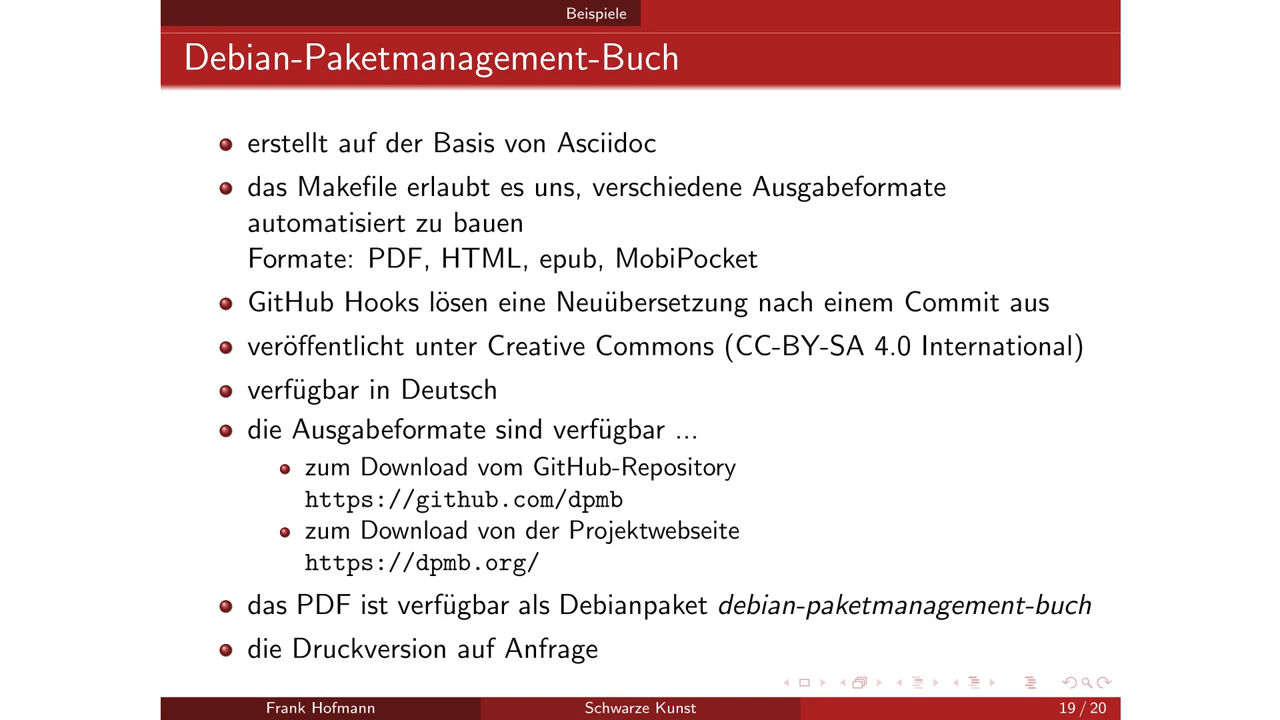 Beispiele
Debian-Paketmanagement-Buch
erstellt auf der Basis von Asciidoc
das Makefile erlaubt es uns, verschiedene Ausgabeformate
automatisiert zu bauen
Formate: PDF, HTML, epub, MobiPocket
GitHub Hooks lösen eine Neuübersetzung nach einem Commit aus
veröffentlicht unter Creative Commons (CC-BY-SA 4.0 International)
verfügbar in Deutsch
die Ausgabeformate sind verfügbar ...
zum Download vom GitHub-Repository
https://github.com/dpmb
zum Download von der Projektwebseite
https://dpmb.org/
das PDF ist verfügbar als Debianpaket debian-paketmanagement-buch
die Druckversion auf Anfrage
Frank Hofmann
Schwarze Kunst
19 / 20